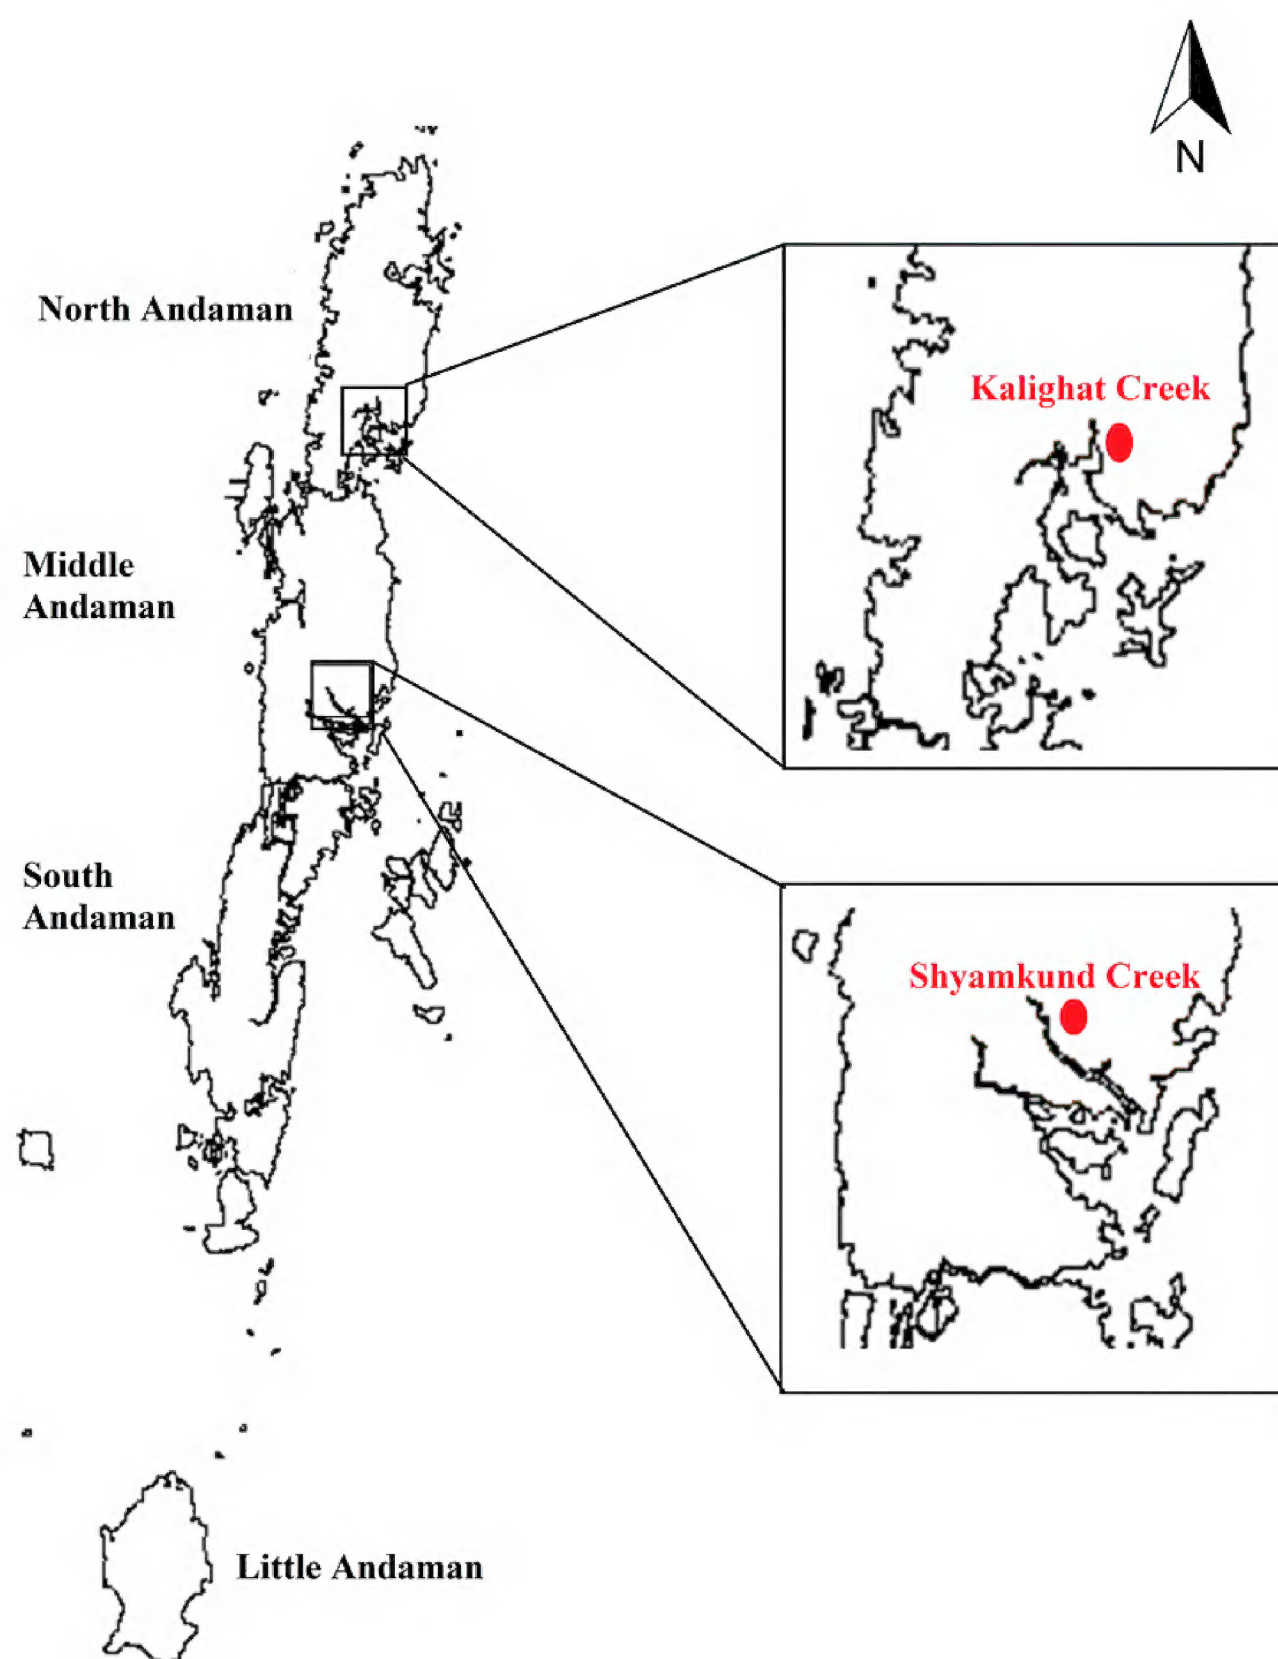 N
North Andaman
Kalighat Creek
Middle
Andaman
South
Andaman
Shyamkund Creek
Little Andaman